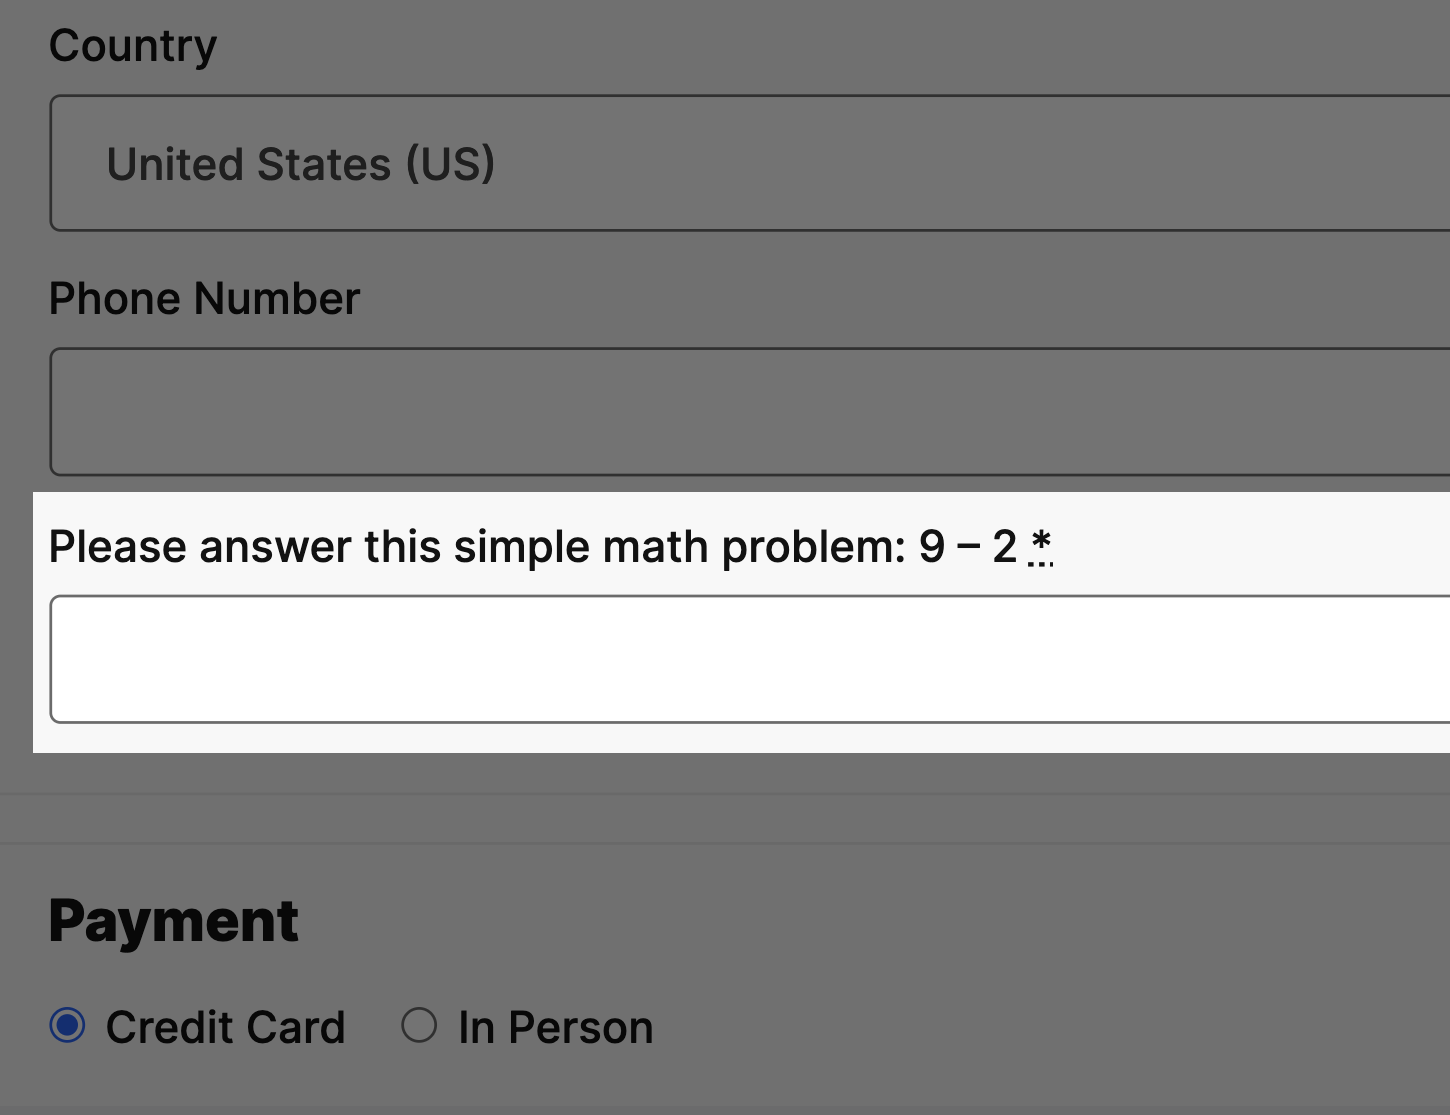 Country
United States (US)
Phone Number
Please answer this simple math problem: 9 – 2 *
Payment
Credit Card In Person